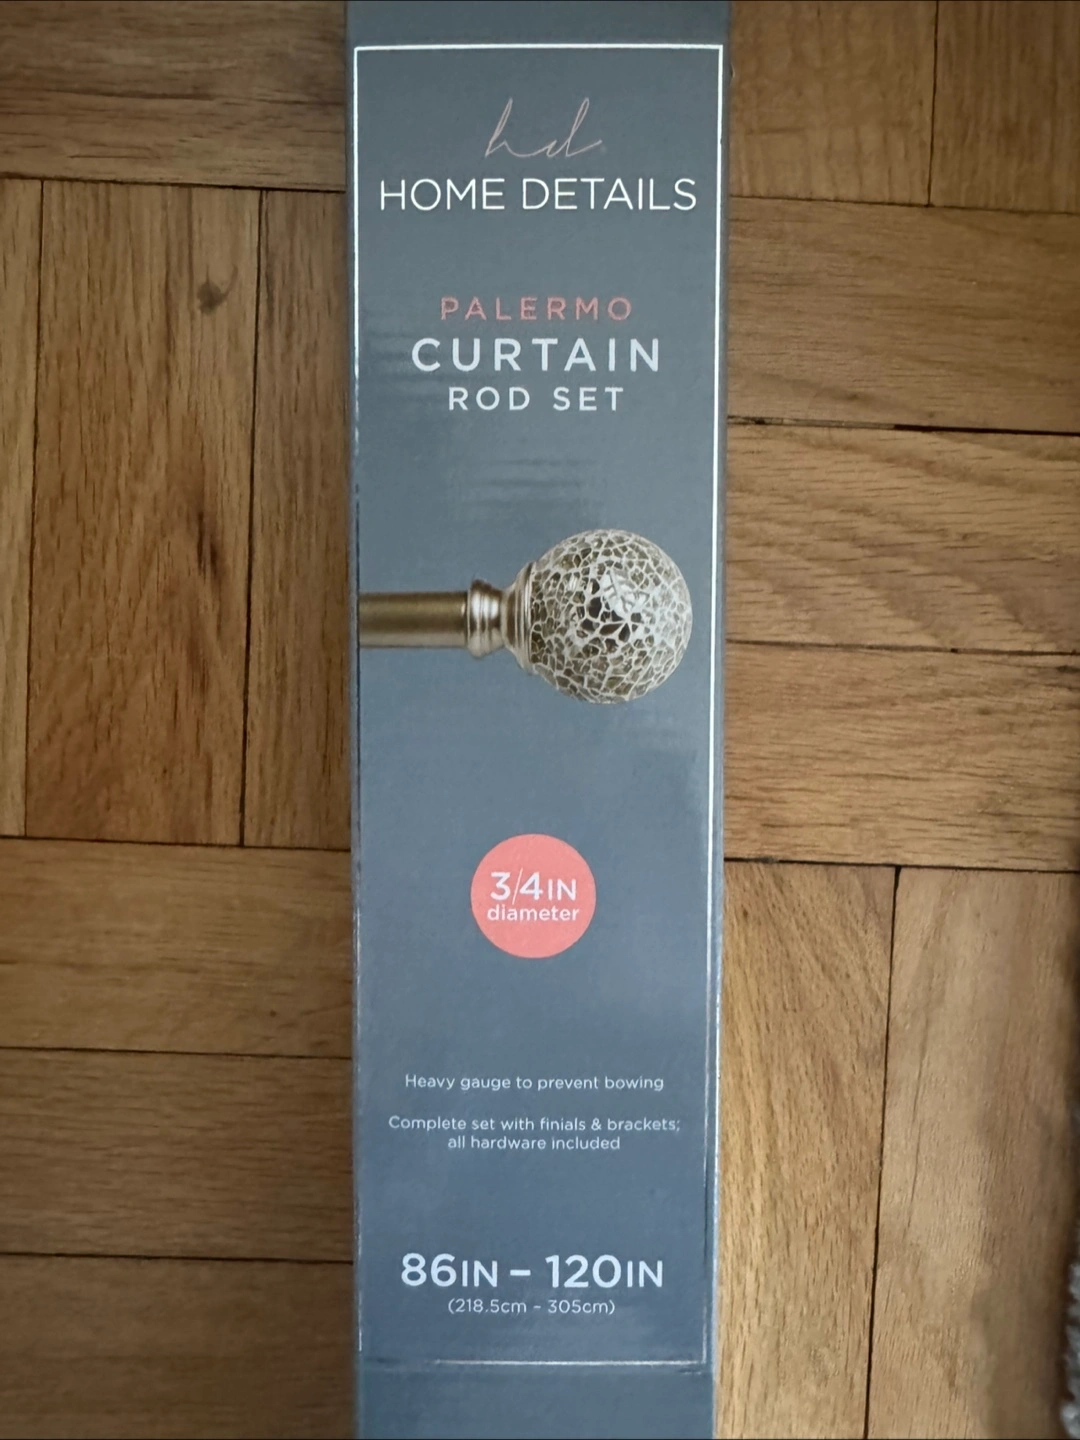 hd
HOME DETAILS
PALERMO
CURTAIN
ROD SET
3/4IN
diameter
Heavy gauge to prevent bowing
Complete set with finials & brackets;
all hardware included
86IN – 120IN
(218.5cm - 305cm)